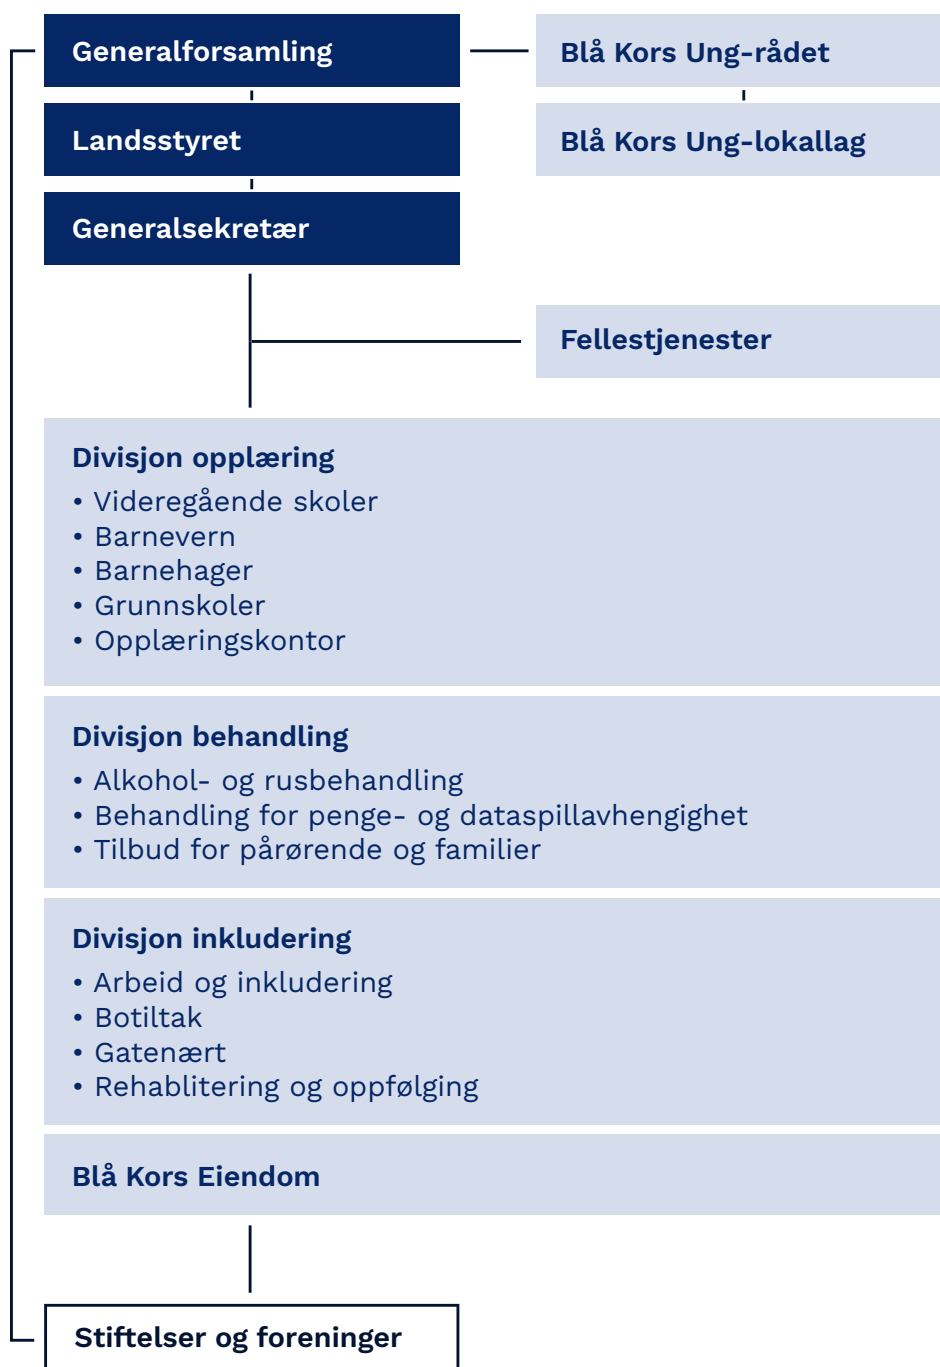 Generalforsamling
Blå Kors Ung-rådet
Landsstyret
Blå Kors Ung-lokallag
Generalsekretær
Fellestjenester
Divisjon opplæring
• Videregående skoler
• Barnevern
• Barnehager
• Grunnskoler
• Opplæringskontor
Divisjon behandling
• Alkohol- og rusbehandling
• Behandling for penge- og dataspillavhengighet
• Tilbud for pårørende og familier
Divisjon inkludering
• Arbeid og inkludering
• Botiltak
• Gatenært
• Rehablitering og oppfølging
Blå Kors Eiendom
Stiftelser og foreninger